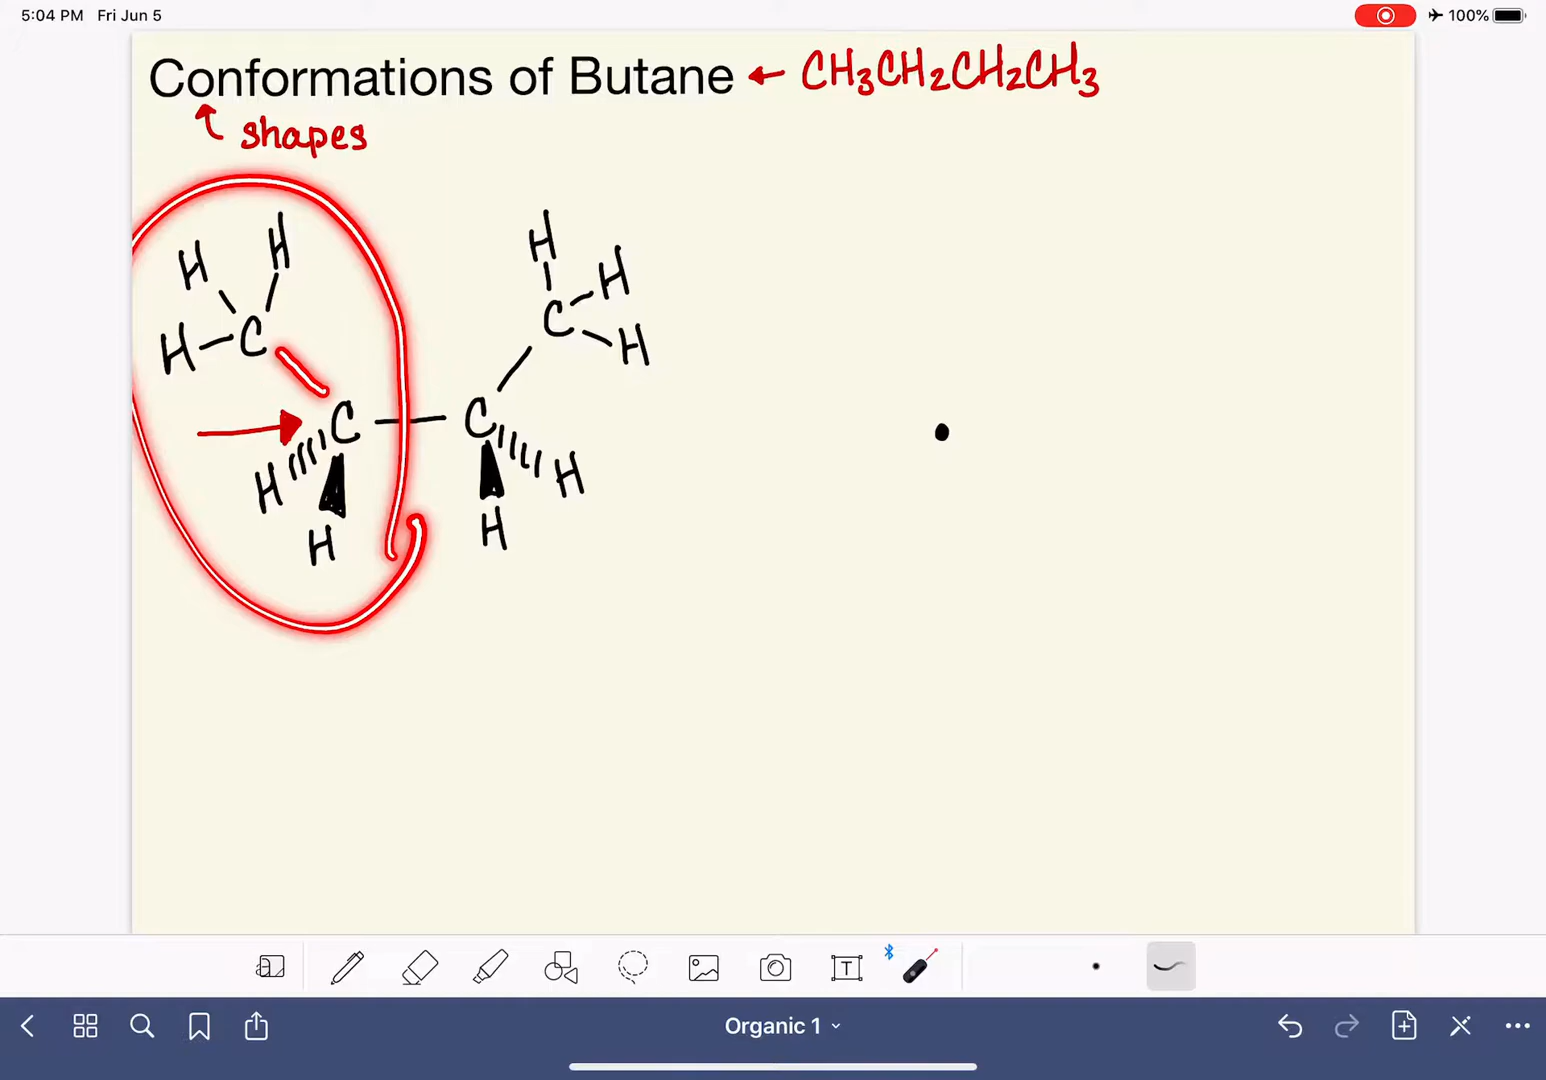 5:04 PM Fri Jun 5
100%
Conformations of Butane ← CH₃CH₂CH₂CH₃
shapes
H H
H C
C
H
H
H
C H
H
C
H
H
T
Organic 1